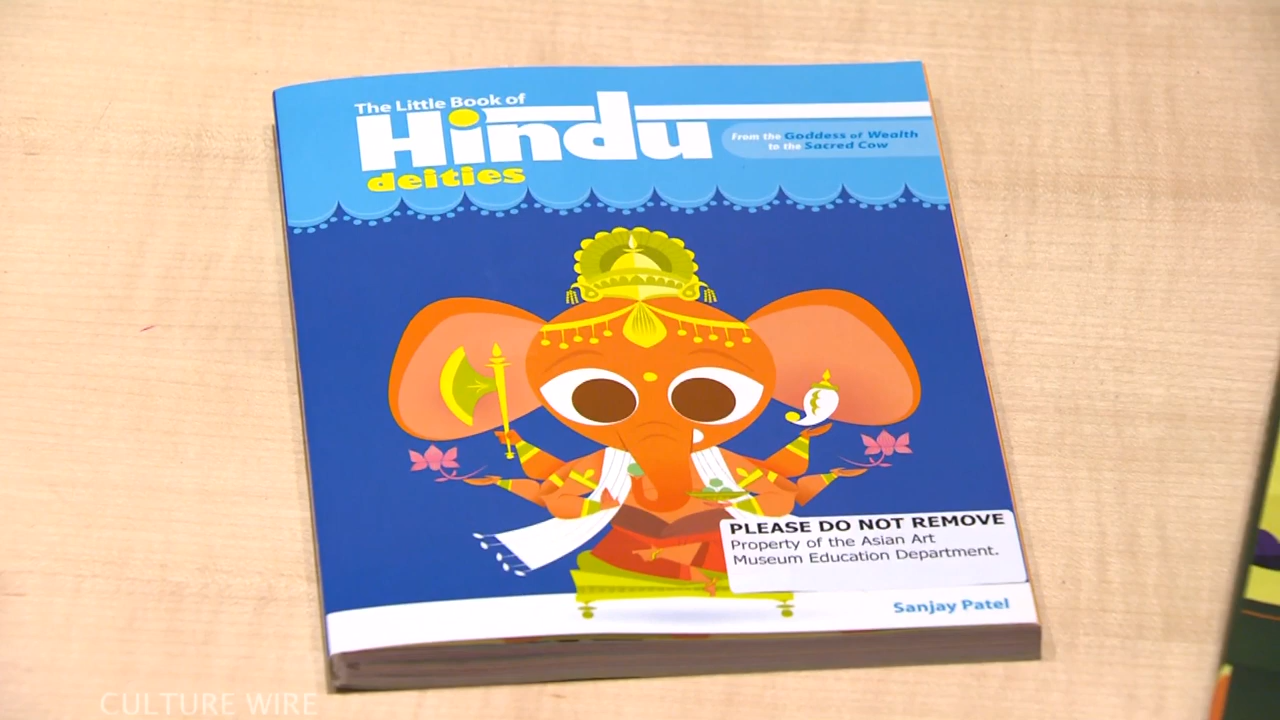 The Little Book of
Hindu
deities
From the Goddess of Wealth
to the Sacred Cow
PLEASE DO NOT REMOVE
Property of the Asian Art
Museum Education Department.
Sanjay Patel
CULTURE WIRE